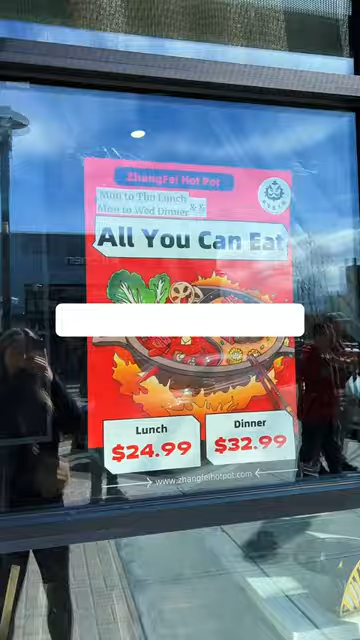 ZhangFei Hot Pot
Mon to Thu Lunch
Mon to Wed Dinner
All You Can Eat
Lunch
$24.99
Dinner
$32.99
www.zhangfeihotpot.com